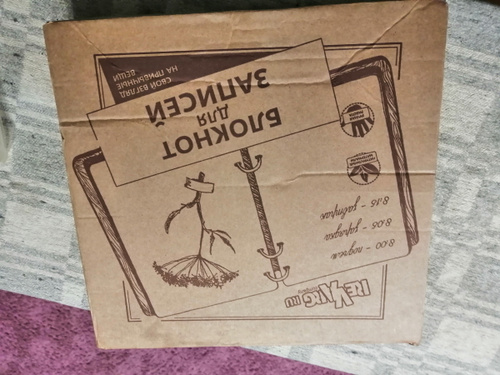 8.00 - подъем
8.05 - зарядка
8.15 - завтрак
БЛОКНОТ
ДЛЯ
ЗАПИСЕЙ
СВОЙ ВЗГЛЯД
НА ПРИВЫЧНЫЕ
ВЕЩИ